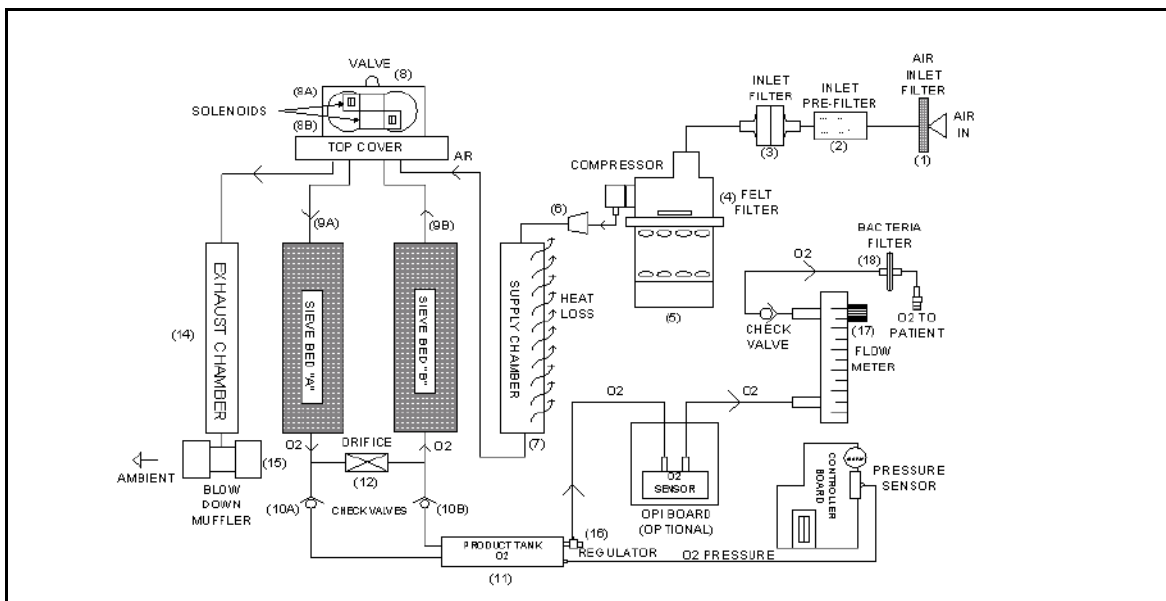 VALVE
(8)
(8A)
SOLENOIDS
(8B)
TOP COVER
AIR
INLET
FILTER
(3)
INLET
PRE-FILTER
(2)
AIR
INLET
FILTER
(1)
AIR
IN
COMPRESSOR
(4) FELT
FILTER
(5)
(6)
HEAT
LOSS
SUPPLY CHAMBER
(7)
(9A)
(9B)
EXHAUST CHAMBER
(14)
SIEVE BED "A"
SIEVE BED "B"
O2
O2
ORIFICE
(12)
AMBIENT
(15)
BLOW
DOWN
MUFFLER
(10A)
CHECK VALVES
(10B)
PRODUCT TANK
O2
(11)
(16)
REGULATOR
O2 PRESSURE
O2
O2
O2
SENSOR
OPI BOARD
(OPTIONAL)
BACTERIA
FILTER
(18)
O2
O2 TO
PATIENT
CHECK
VALVE
(17)
FLOW
METER
CONTROLLER
BOARD
PRESSURE
SENSOR